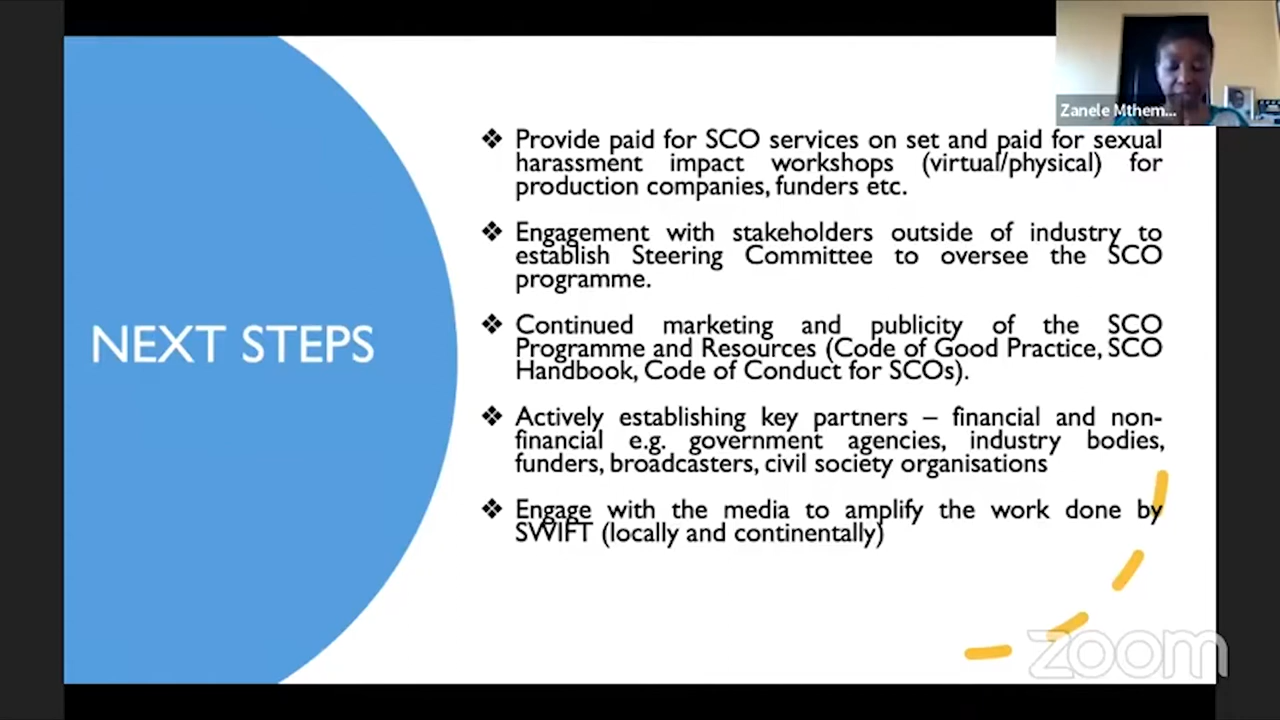 Zanele Mthem...
NEXT STEPS
❖ Provide paid for SCO services on set and paid for sexual
harassment impact workshops (virtual/physical) for
production companies, funders etc.
❖ Engagement with stakeholders outside of industry to
establish Steering Committee to oversee the SCO
programme.
❖ Continued marketing and publicity of the SCO
Programme and Resources (Code of Good Practice, SCO
Handbook, Code of Conduct for SCOs).
❖ Actively establishing key partners – financial and non-
financial e.g. government agencies, industry bodies,
funders, broadcasters, civil society organisations
❖ Engage with the media to amplify the work done by
SWIFT (locally and continentally)
zoom